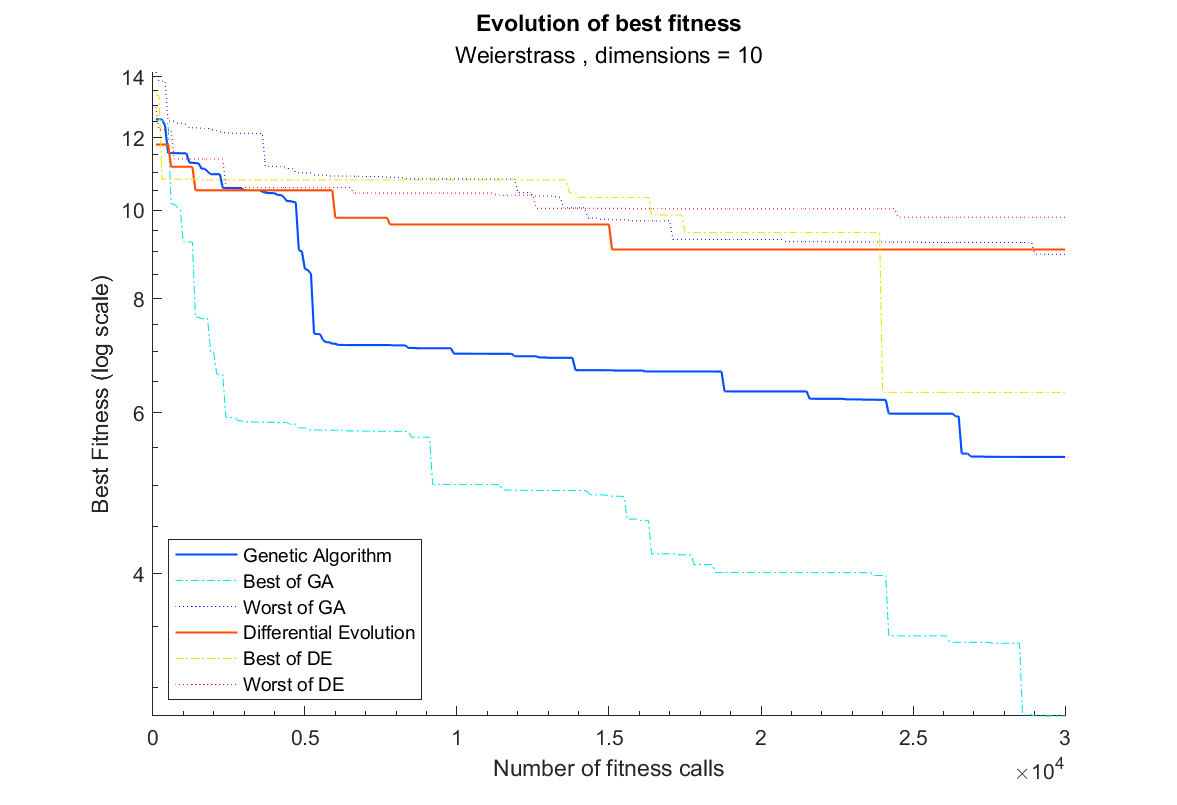 Evolution of best fitness
Weierstrass , dimensions = 10
14
12
10
8
6
4
Best Fitness (log scale)
Genetic Algorithm
Best of GA
Worst of GA
Differential Evolution
Best of DE
Worst of DE
0 0.5 1 1.5 2 2.5 3
Number of fitness calls
×10^4